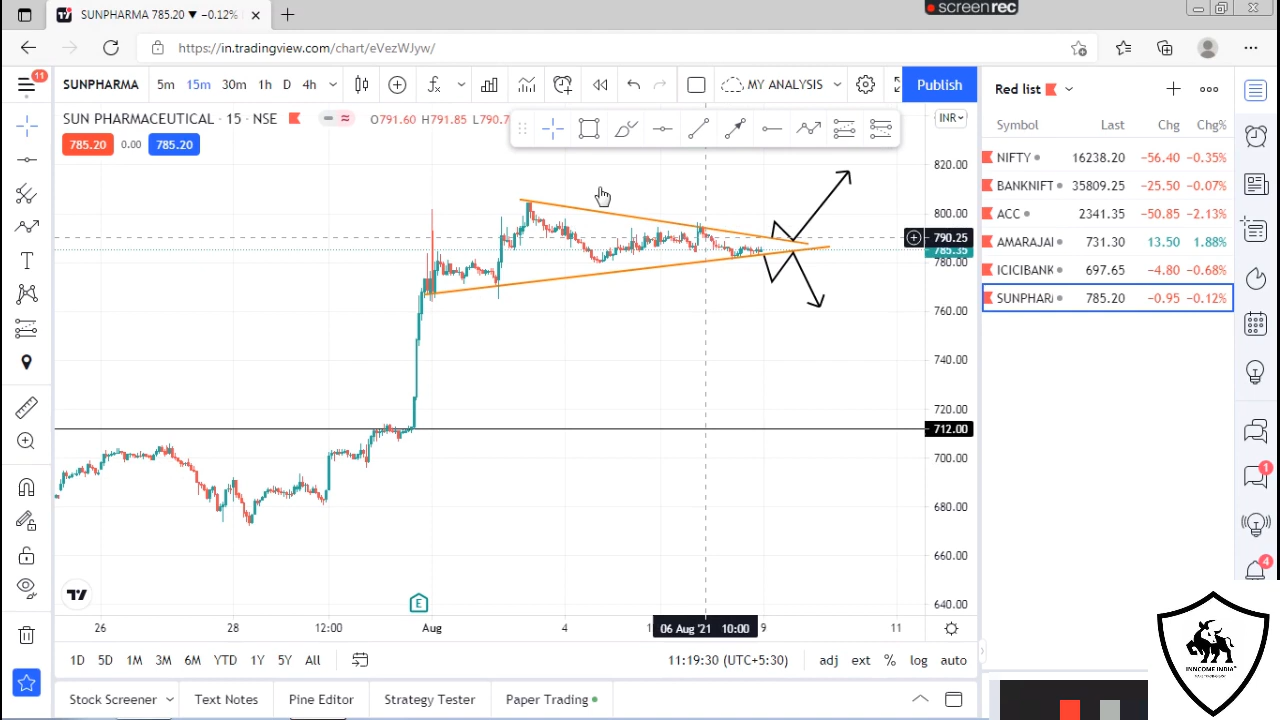 SUNPHARMA 785.20 ▼ −0.12%
screenrec
https://in.tradingview.com/chart/eVezWJyw/
11
SUNPHARMA 5m 15m 30m 1h D 4h MY ANALYSIS Publish
Red list
SUN PHARMACEUTICAL · 15 · NSE O791.60 H791.85 L790.7
INR
785.20 0.00 785.20
Symbol Last Chg Chg%
NIFTY 16238.20 −56.40 −0.35%
BANKNIFT 35809.25 −25.50 −0.07%
ACC 2341.35 −50.85 −2.13%
AMARAJAI 731.30 13.50 1.88%
ICICIBANK 697.65 −4.80 −0.68%
SUNPHAR 785.20 −0.95 −0.12%
820.00
800.00
790.25
785.35
780.00
760.00
740.00
720.00
712.00
700.00
680.00
660.00
640.00
1
4
E
26 28 12:00 Aug 4 06 Aug '21 10:00 9 11
1D 5D 1M 3M 6M YTD 1Y 5Y All
11:19:30 (UTC+5:30) adj ext % log auto
Stock Screener Text Notes Pine Editor Strategy Tester Paper Trading
INNCOME INDIA